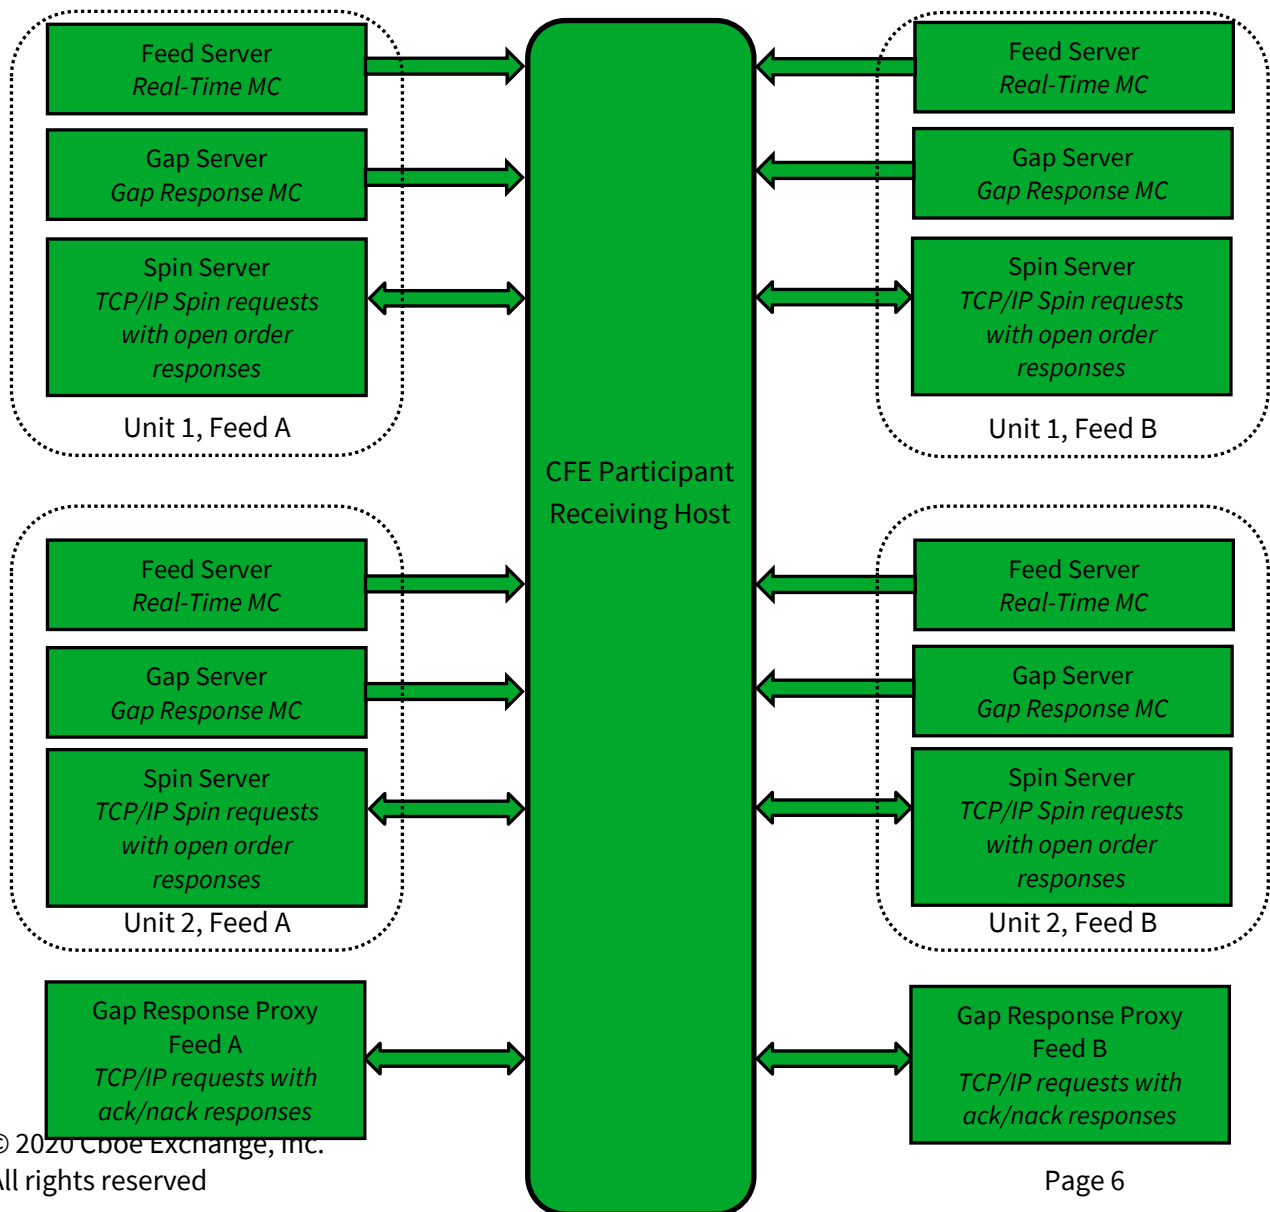 Feed Server
Real-Time MC
Gap Server
Gap Response MC
Spin Server
TCP/IP Spin requests
with open order
responses
Unit 1, Feed A
Feed Server
Real-Time MC
Gap Server
Gap Response MC
Spin Server
TCP/IP Spin requests
with open order
responses
Unit 2, Feed A
Gap Response Proxy
Feed A
TCP/IP requests with
ack/nack responses
CFE Participant
Receiving Host
Feed Server
Real-Time MC
Gap Server
Gap Response MC
Spin Server
TCP/IP Spin requests
with open order
responses
Unit 1, Feed B
Feed Server
Real-Time MC
Gap Server
Gap Response MC
Spin Server
TCP/IP Spin requests
with open order
responses
Unit 2, Feed B
Gap Response Proxy
Feed B
TCP/IP requests with
ack/nack responses
© 2020 Cboe Exchange, Inc.
All rights reserved
Page 6